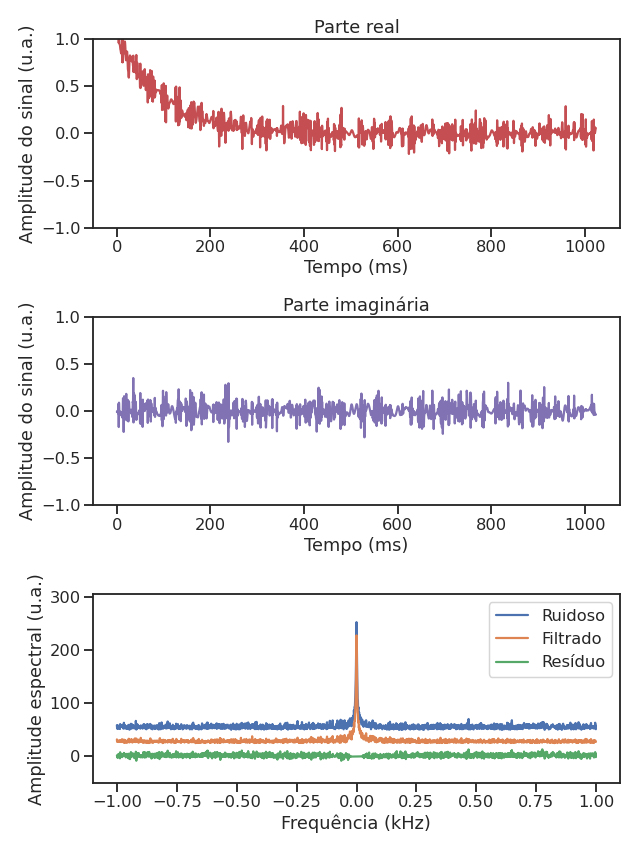 Parte real
Amplitude do sinal (u.a.)
1.0
0.5
0.0
−0.5
−1.0
0 200 400 600 800 1000
Tempo (ms)
Parte imaginária
Amplitude do sinal (u.a.)
1.0
0.5
0.0
−0.5
−1.0
0 200 400 600 800 1000
Tempo (ms)
Amplitude espectral (u.a.)
300
200
100
0
Ruidoso
Filtrado
Resíduo
−1.00 −0.75 −0.50 −0.25 0.00 0.25 0.50 0.75 1.00
Frequência (kHz)